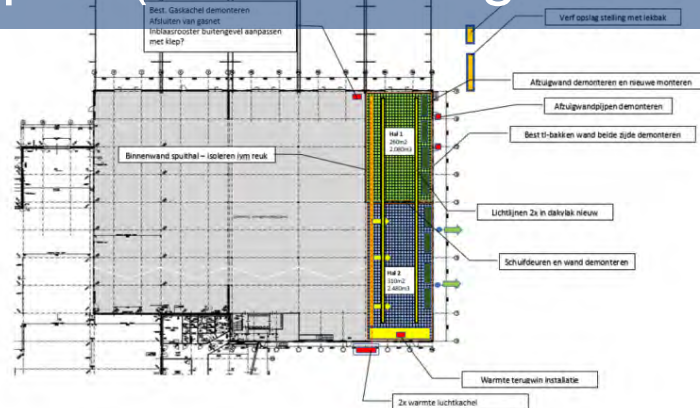 Best. Gaskachel demonteren
Afsluiten van gasnet
Inblaasrooster buitengevel aanpassen
met klep?
Verf opslag stelling met lekbak
Afzuigwand demonteren en nieuwe monteren
Afzuigwandpijpen demonteren
Best tl-bakken wand beide zijde demonteren
Hal 1
260m2
2.080m3
Binnenwand spuithal – isoleren ivm reuk
Lichtlijnen 2x in dakvlak nieuw
Schuifdeuren en wand demonteren
Hal 2
310m2
2.480m3
Warmte terugwin installatie
2x warmte luchtkachel